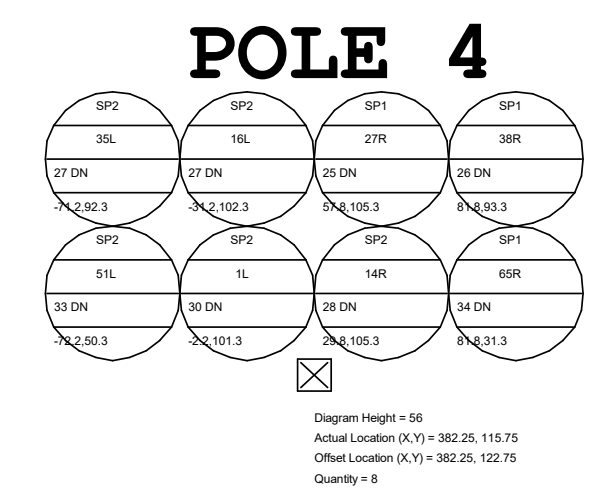 POLE 4
SP2 SP2 SP1 SP1
35L 16L 27R 38R
27 DN 27 DN 25 DN 26 DN
-71.2,92.3 -31.2,102.3 57.8,105.3 81.8,93.3
SP2 SP2 SP2 SP1
51L 1L 14R 65R
33 DN 30 DN 28 DN 34 DN
-72.2,50.3 -2.2,101.3 29.8,105.3 81.8,31.3
Diagram Height = 56
Actual Location (X,Y) = 382.25, 115.75
Offset Location (X,Y) = 382.25, 122.75
Quantity = 8